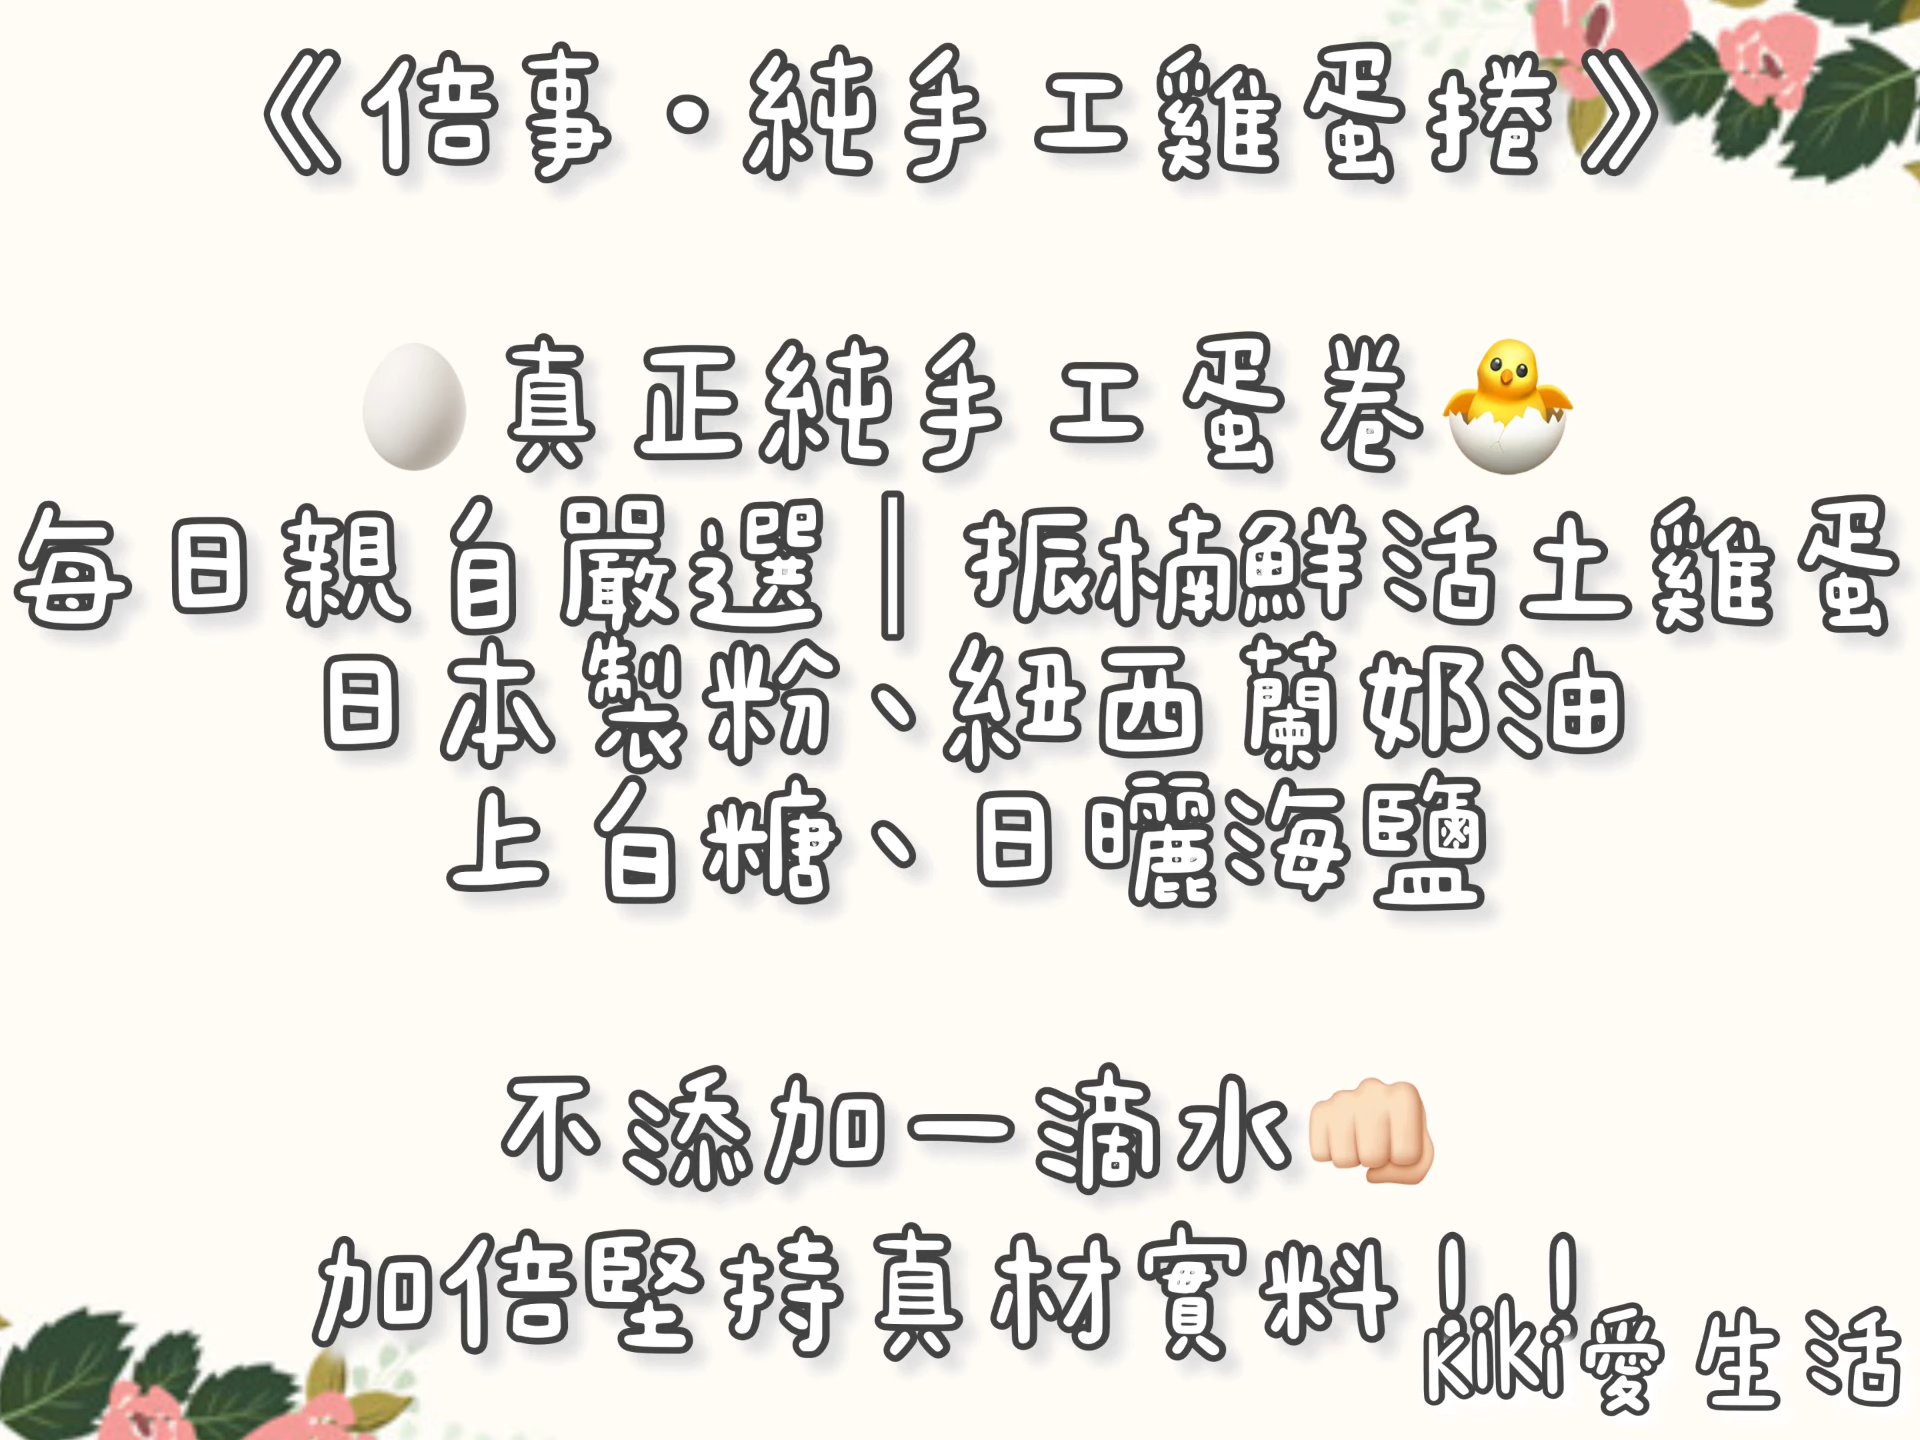 《倍事·純手工雞蛋捲》
🥚真正純手工蛋卷🐣
每日親自嚴選｜振楠鮮活土雞蛋
日本製粉、紐西蘭奶油
上白糖、日曬海鹽
不添加一滴水👊🏻
加倍堅持真材實料！！
kiki愛生活